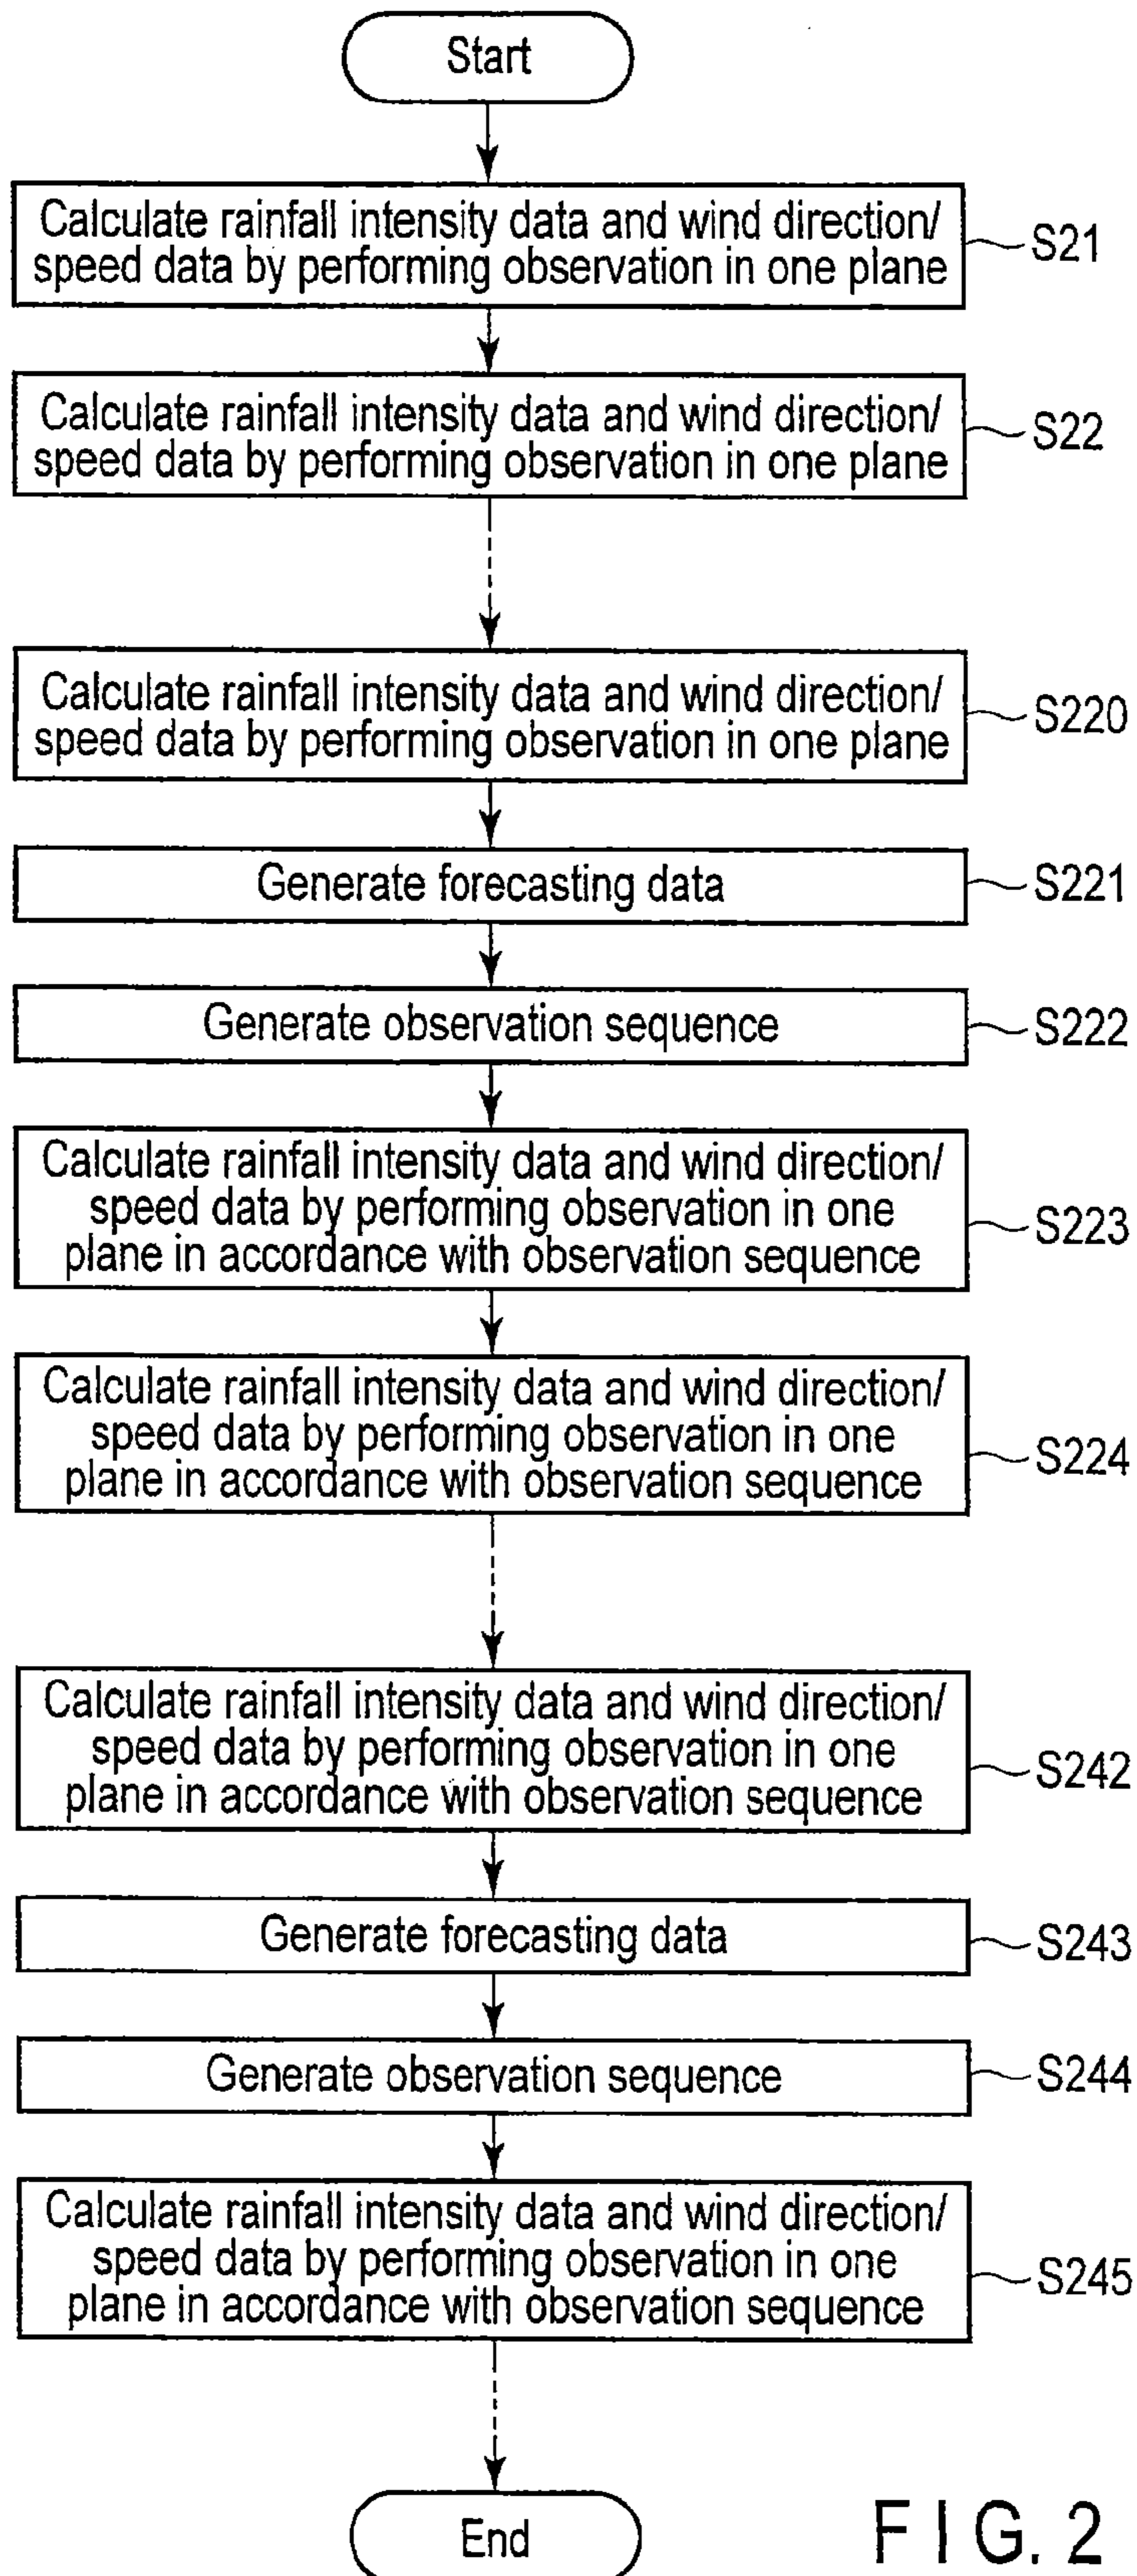 Start
Calculate rainfall intensity data and wind direction/
speed data by performing observation in one plane
S21
Calculate rainfall intensity data and wind direction/
speed data by performing observation in one plane
S22
Calculate rainfall intensity data and wind direction/
speed data by performing observation in one plane
S220
Generate forecasting data
S221
Generate observation sequence
S222
Calculate rainfall intensity data and wind direction/
speed data by performing observation in one
plane in accordance with observation sequence
S223
Calculate rainfall intensity data and wind direction/
speed data by performing observation in one
plane in accordance with observation sequence
S224
Calculate rainfall intensity data and wind direction/
speed data by performing observation in one
plane in accordance with observation sequence
S242
Generate forecasting data
S243
Generate observation sequence
S244
Calculate rainfall intensity data and wind direction/
speed data by performing observation in one
plane in accordance with observation sequence
S245
End
FIG. 2